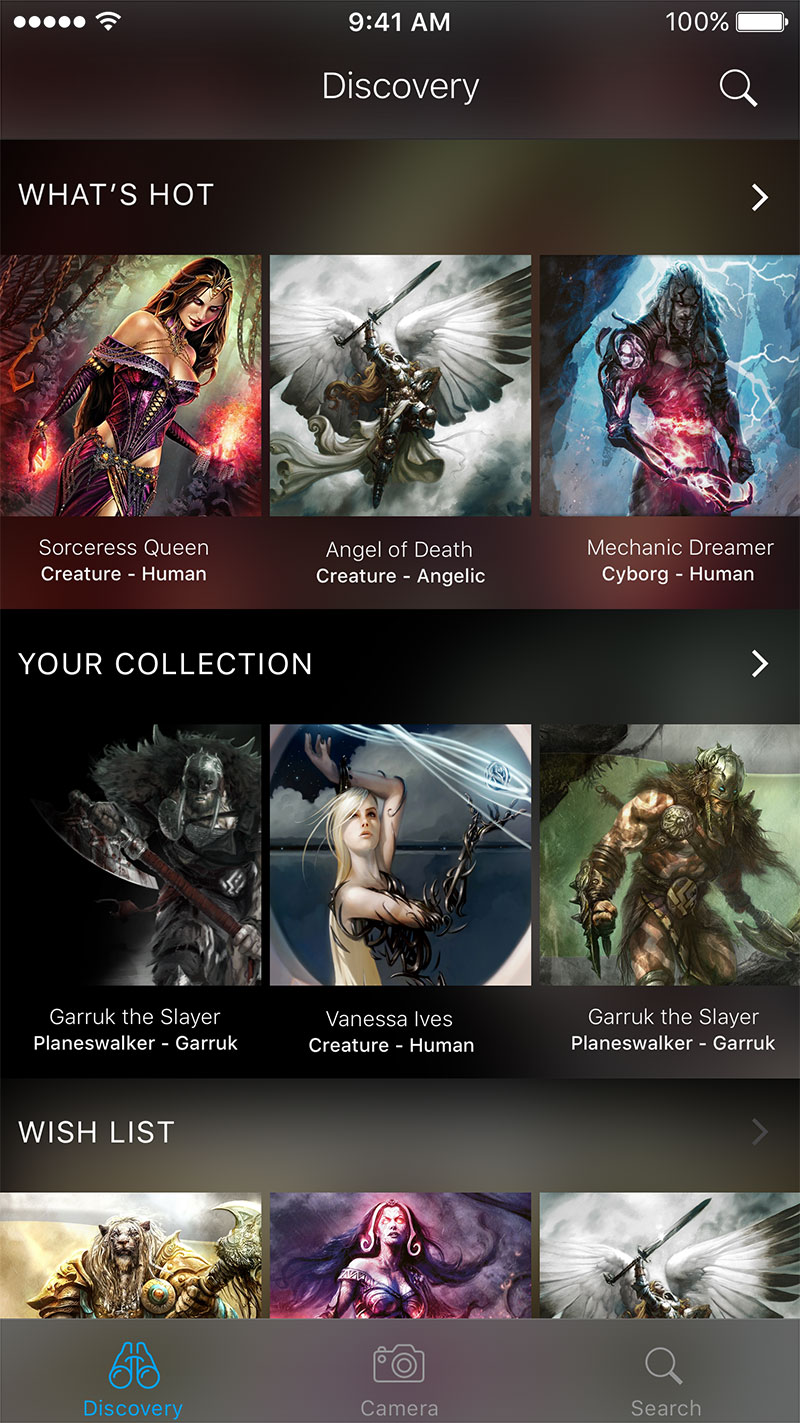 9:41 AM 100%
Discovery
WHAT'S HOT
Sorceress Queen Angel of Death Mechanic Dreamer
Creature - Human Creature - Angelic Cyborg - Human
YOUR COLLECTION
Garruk the Slayer Vanessa Ives Garruk the Slayer
Planeswalker - Garruk Creature - Human Planeswalker - Garruk
WISH LIST
Discovery Camera Search